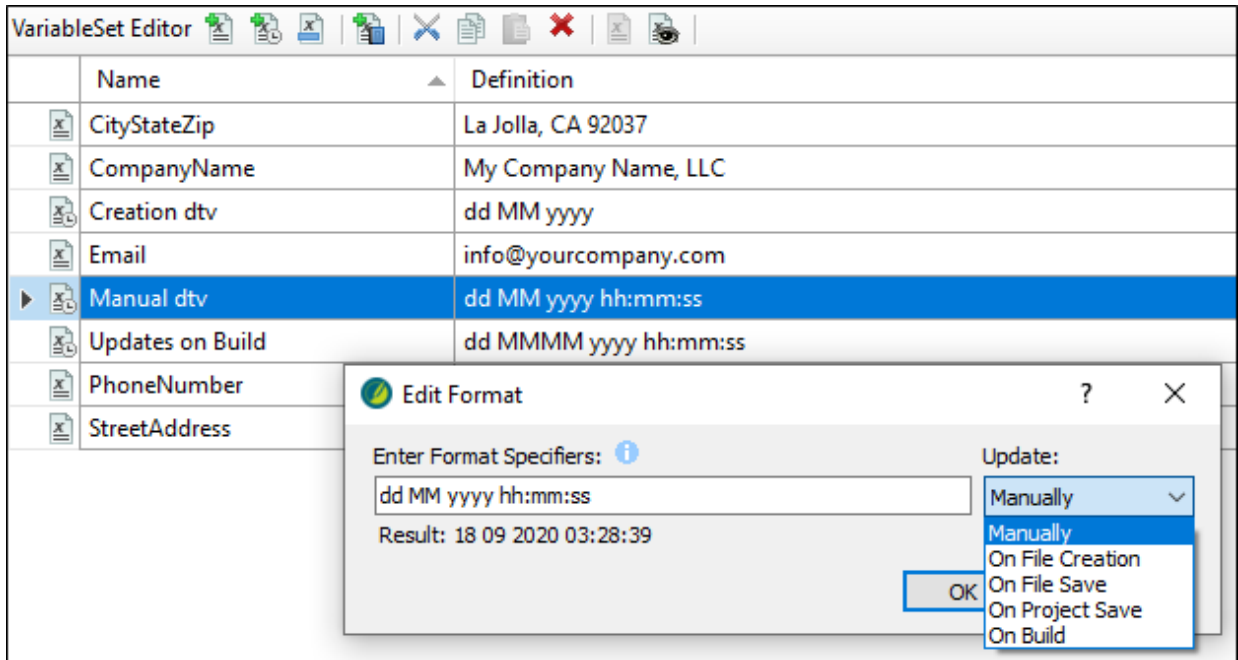 VariableSet Editor
Name Definition
CityStateZip La Jolla, CA 92037
CompanyName My Company Name, LLC
Creation dtv dd MM yyyy
Email info@yourcompany.com
Manual dtv dd MM yyyy hh:mm:ss
Updates on Build dd MMMM yyyy hh:mm:ss
PhoneNumber
StreetAddress
Edit Format ?
Enter Format Specifiers: Update:
dd MM yyyy hh:mm:ss Manually
Result: 18 09 2020 03:28:39
Manually
On File Creation
On File Save
On Project Save
On Build
OK